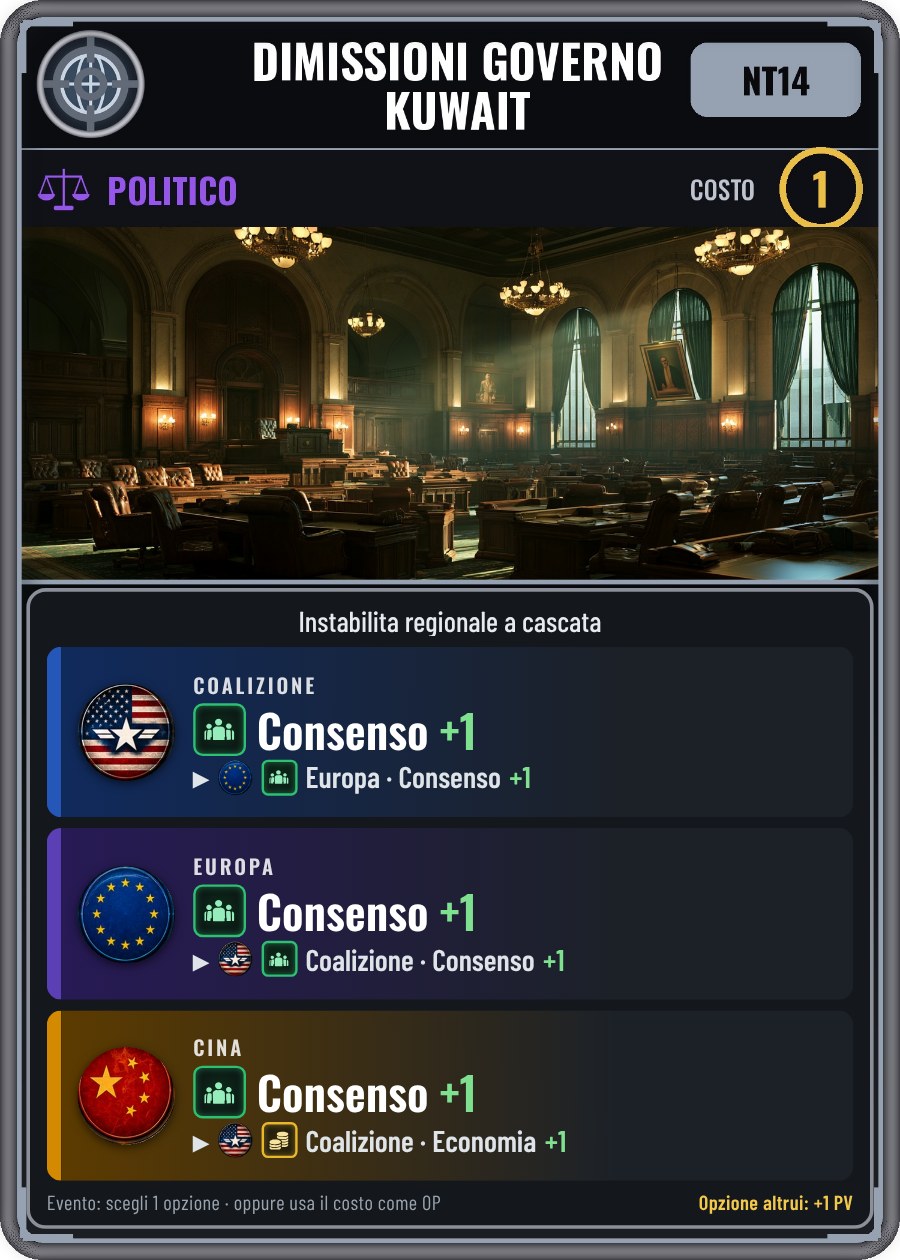 DIMISSIONI GOVERNO
KUWAIT
NT14
POLITICO
COSTO
1
Instabilita regionale a cascata
COALIZIONE
Consenso +1
▶ Europa · Consenso +1
EUROPA
Consenso +1
▶ Coalizione · Consenso +1
CINA
Consenso +1
▶ Coalizione · Economia +1
Evento: scegli 1 opzione · oppure usa il costo come OP
Opzione altrui: +1 PV